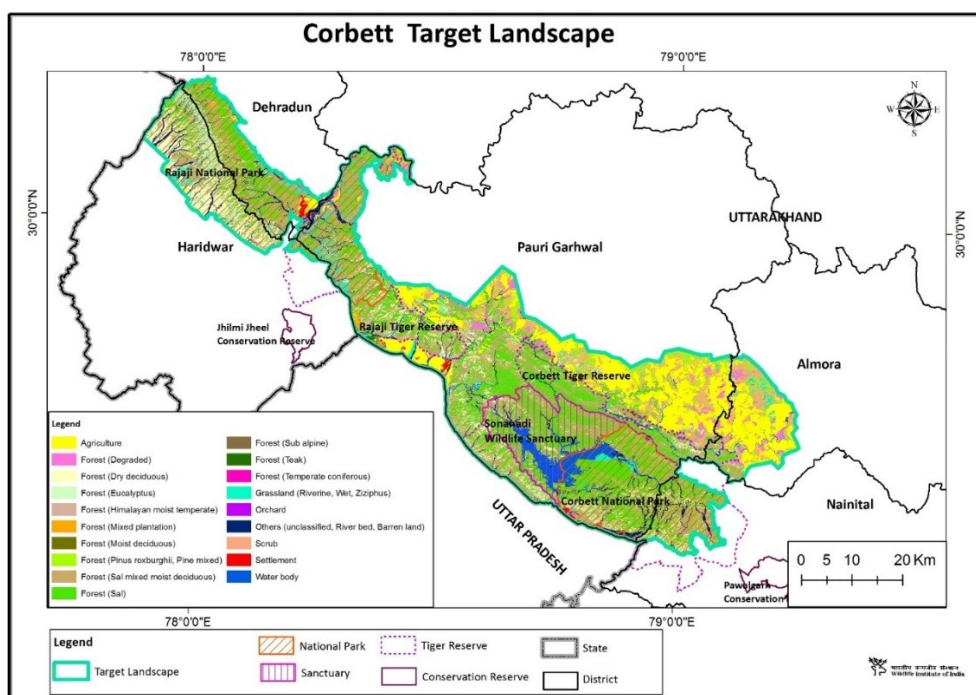 Corbett Target Landscape
78°0'0"E
79°0'0"E
N
W
E
S
Dehradun
Rajaji National Park
30°0'0"N
UTTARAKHAND
30°0'0"N
Haridwar
Pauri Garhwal
Jhilmi Jheel
Conservation Reserve
Rajaji Tiger Reserve
Almora
Corbett Tiger Reserve
Sonanadi
Wildlife Sanctuary
Corbett National Park
Nainital
UTTAR PRADESH
Pawolgarh
Conservation
0 5 10 20 Km
Legend
Agriculture
Forest (Degraded)
Forest (Dry deciduous)
Forest (Eucalyptus)
Forest (Himalayan moist temperate)
Forest (Mixed plantation)
Forest (Moist deciduous)
Forest (Pinus roxburghii, Pine mixed)
Forest (Sal mixed moist deciduous)
Forest (Sal)
Forest (Sub alpine)
Forest (Teak)
Forest (Temperate coniferous)
Grassland (Riverine, Wet, Ziziphus)
Orchard
Others (unclassified, River bed, Barren land)
Scrub
Settlement
Water body
78°0'0"E
79°0'0"E
Legend
Target Landscape
National Park
Sanctuary
Tiger Reserve
Conservation Reserve
State
District
भारतीय वन्यजीव संस्थान
Wildlife Institute of India